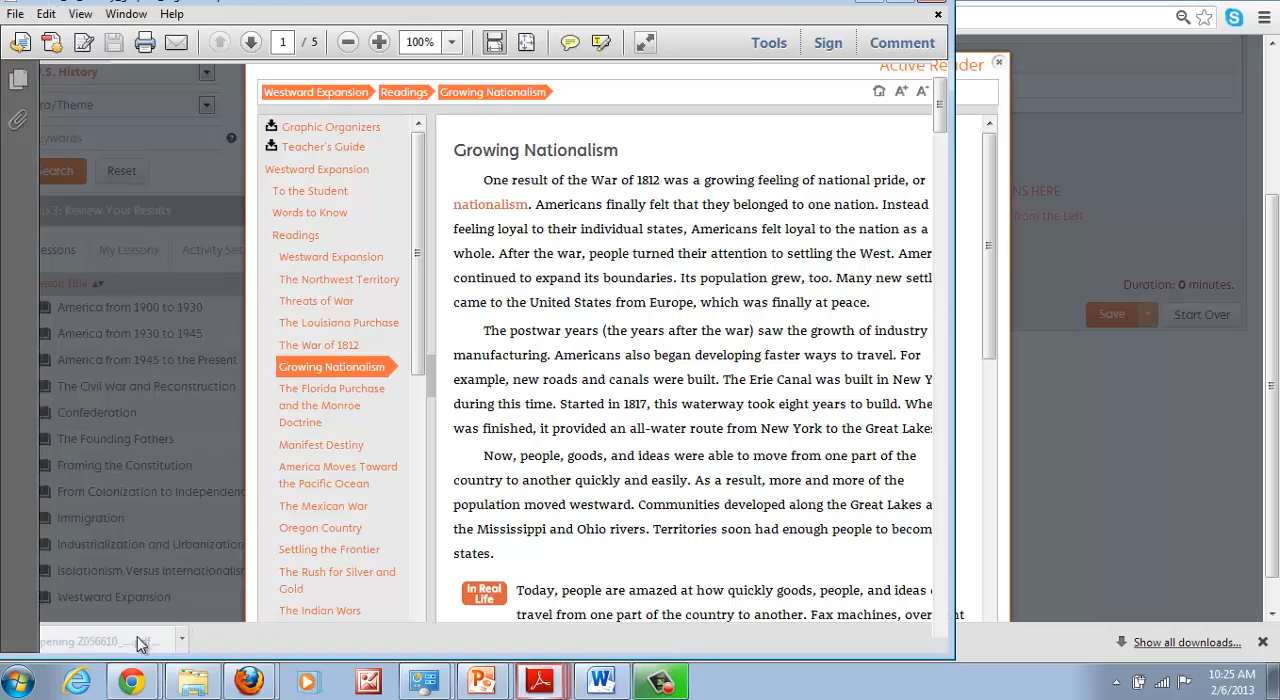 File Edit View Window Help
1 / 5 100% Tools Sign Comment
Active Reader
Westward Expansion Readings Growing Nationalism A+ A-
U.S. History
Era/Theme
Keywords
Search Reset
Step 3: Review Your Results
Lessons My Lessons Activity Set
Lesson Title
America from 1900 to 1930
America from 1930 to 1945
America from 1945 to the Present
The Civil War and Reconstruction
Confederation
The Founding Fathers
Framing the Constitution
From Colonization to Independenc
Immigration
Industrialization and Urbanization
Isolationism Versus Internationalis
Westward Expansion
Graphic Organizers
Teacher's Guide
Westward Expansion
To the Student
Words to Know
Readings
Westward Expansion
The Northwest Territory
Threats of War
The Louisiana Purchase
The War of 1812
Growing Nationalism
The Florida Purchase
and the Monroe
Doctrine
Manifest Destiny
America Moves Toward
the Pacific Ocean
The Mexican War
Oregon Country
Settling the Frontier
The Rush for Silver and
Gold
The Indian Wars
Growing Nationalism
One result of the War of 1812 was a growing feeling of national pride, or
nationalism. Americans finally felt that they belonged to one nation. Instead
feeling loyal to their individual states, Americans felt loyal to the nation as a
whole. After the war, people turned their attention to settling the West. Amer
continued to expand its boundaries. Its population grew, too. Many new settl
came to the United States from Europe, which was finally at peace.
The postwar years (the years after the war) saw the growth of industry
manufacturing. Americans also began developing faster ways to travel. For
example, new roads and canals were built. The Erie Canal was built in New Y
during this time. Started in 1817, this waterway took eight years to build. Whe
was finished, it provided an all-water route from New York to the Great Lake
Now, people, goods, and ideas were able to move from one part of the
country to another quickly and easily. As a result, more and more of the
population moved westward. Communities developed along the Great Lakes a
the Mississippi and Ohio rivers. Territories soon had enough people to becom
states.
In Real
Life
Today, people are amazed at how quickly goods, people, and ideas
travel from one part of the country to another. Fax machines, overnight
NS HERE
from the Left
Duration: 0 minutes.
Save Start Over
pening Z056610_
Show all downloads...
10:25 AM
2/6/2013